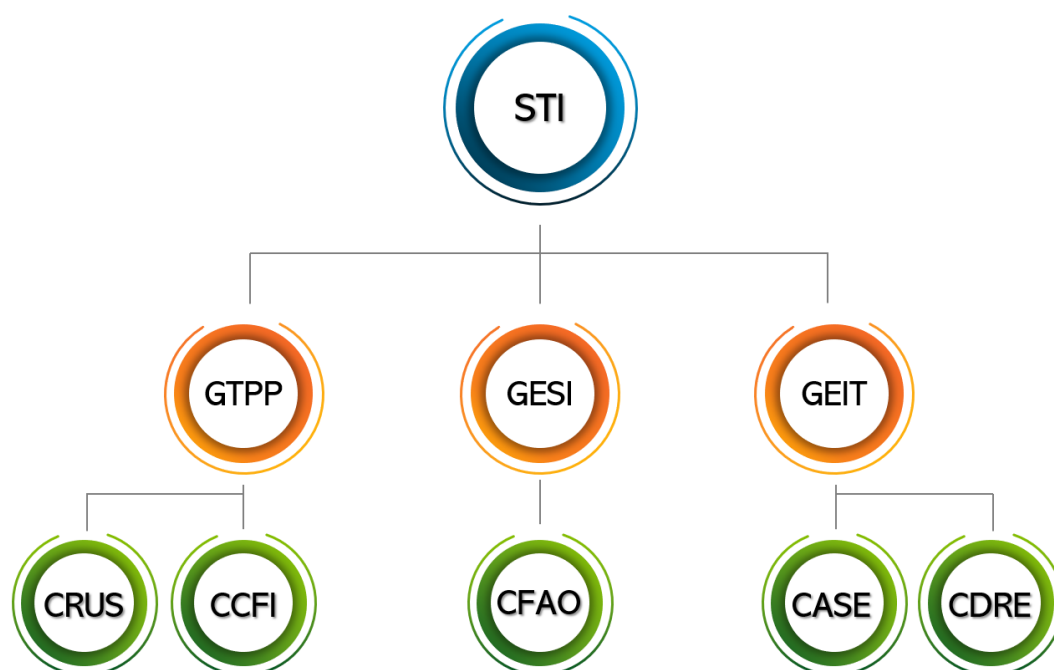 STI
GTPP
GESI
GEIT
CRUS
CCFI
CFAO
CASE
CDRE